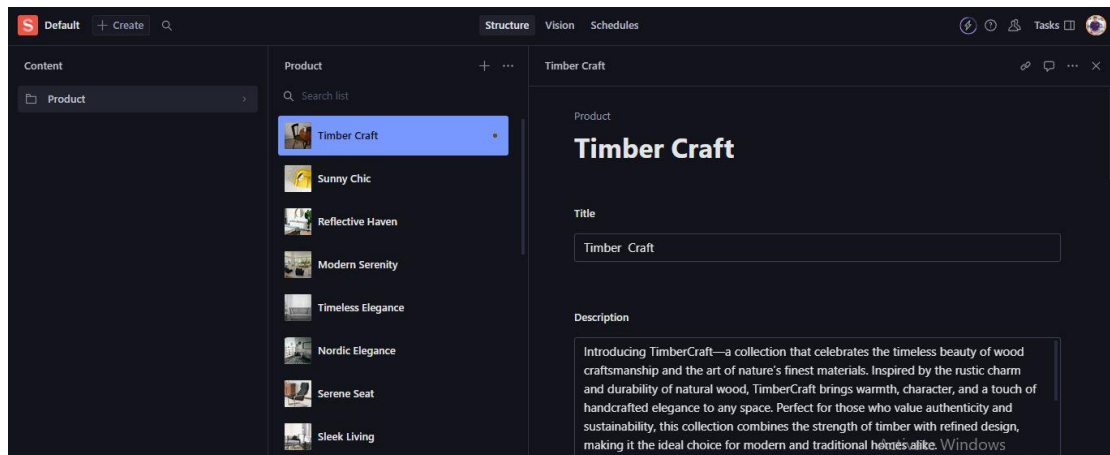 S Default + Create Structure Vision Schedules Tasks
Content
Product
Product
Search list
Timber Craft
Sunny Chic
Reflective Haven
Modern Serenity
Timeless Elegance
Nordic Elegance
Serene Seat
Sleek Living
Timber Craft
Product
Timber Craft
Title
Timber  Craft
Description
Introducing TimberCraft—a collection that celebrates the timeless beauty of wood
craftsmanship and the art of nature's finest materials. Inspired by the rustic charm
and durability of natural wood, TimberCraft brings warmth, character, and a touch of
handcrafted elegance to any space. Perfect for those who value authenticity and
sustainability, this collection combines the strength of timber with refined design,
making it the ideal choice for modern and traditional homes alike.
Activate Windows